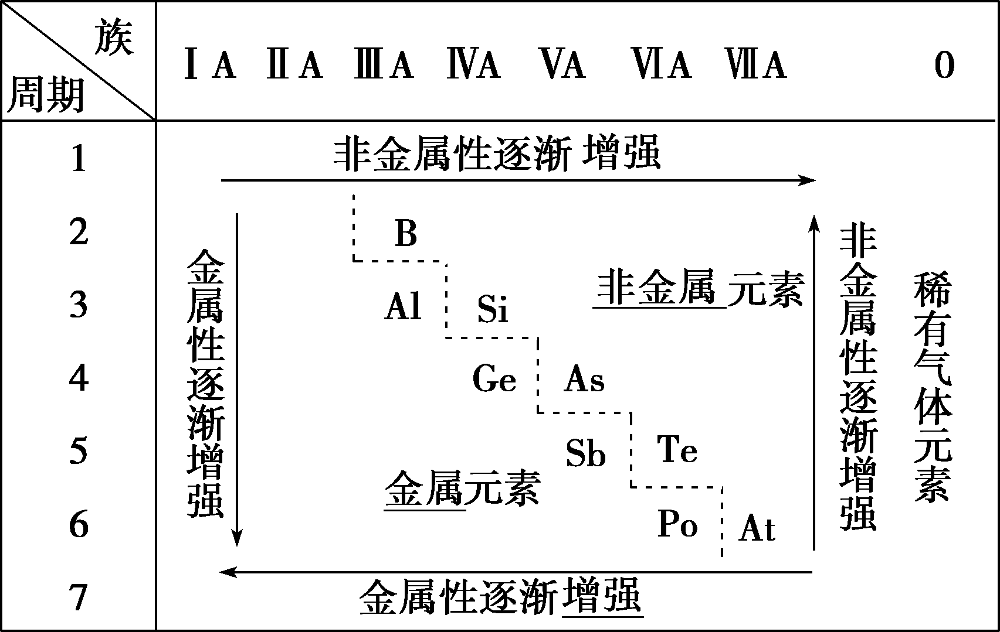 族
周期
ⅠA ⅡA ⅢA ⅣA ⅤA ⅥA ⅦA 0
1
非金属性逐渐 增强
2
B
3
Al Si
非金属 元素
4
Ge As
5
Sb Te
金属元素
6
Po At
7
金属性逐渐增强
金属性逐渐增强
非金属性逐渐增强
稀有气体元素